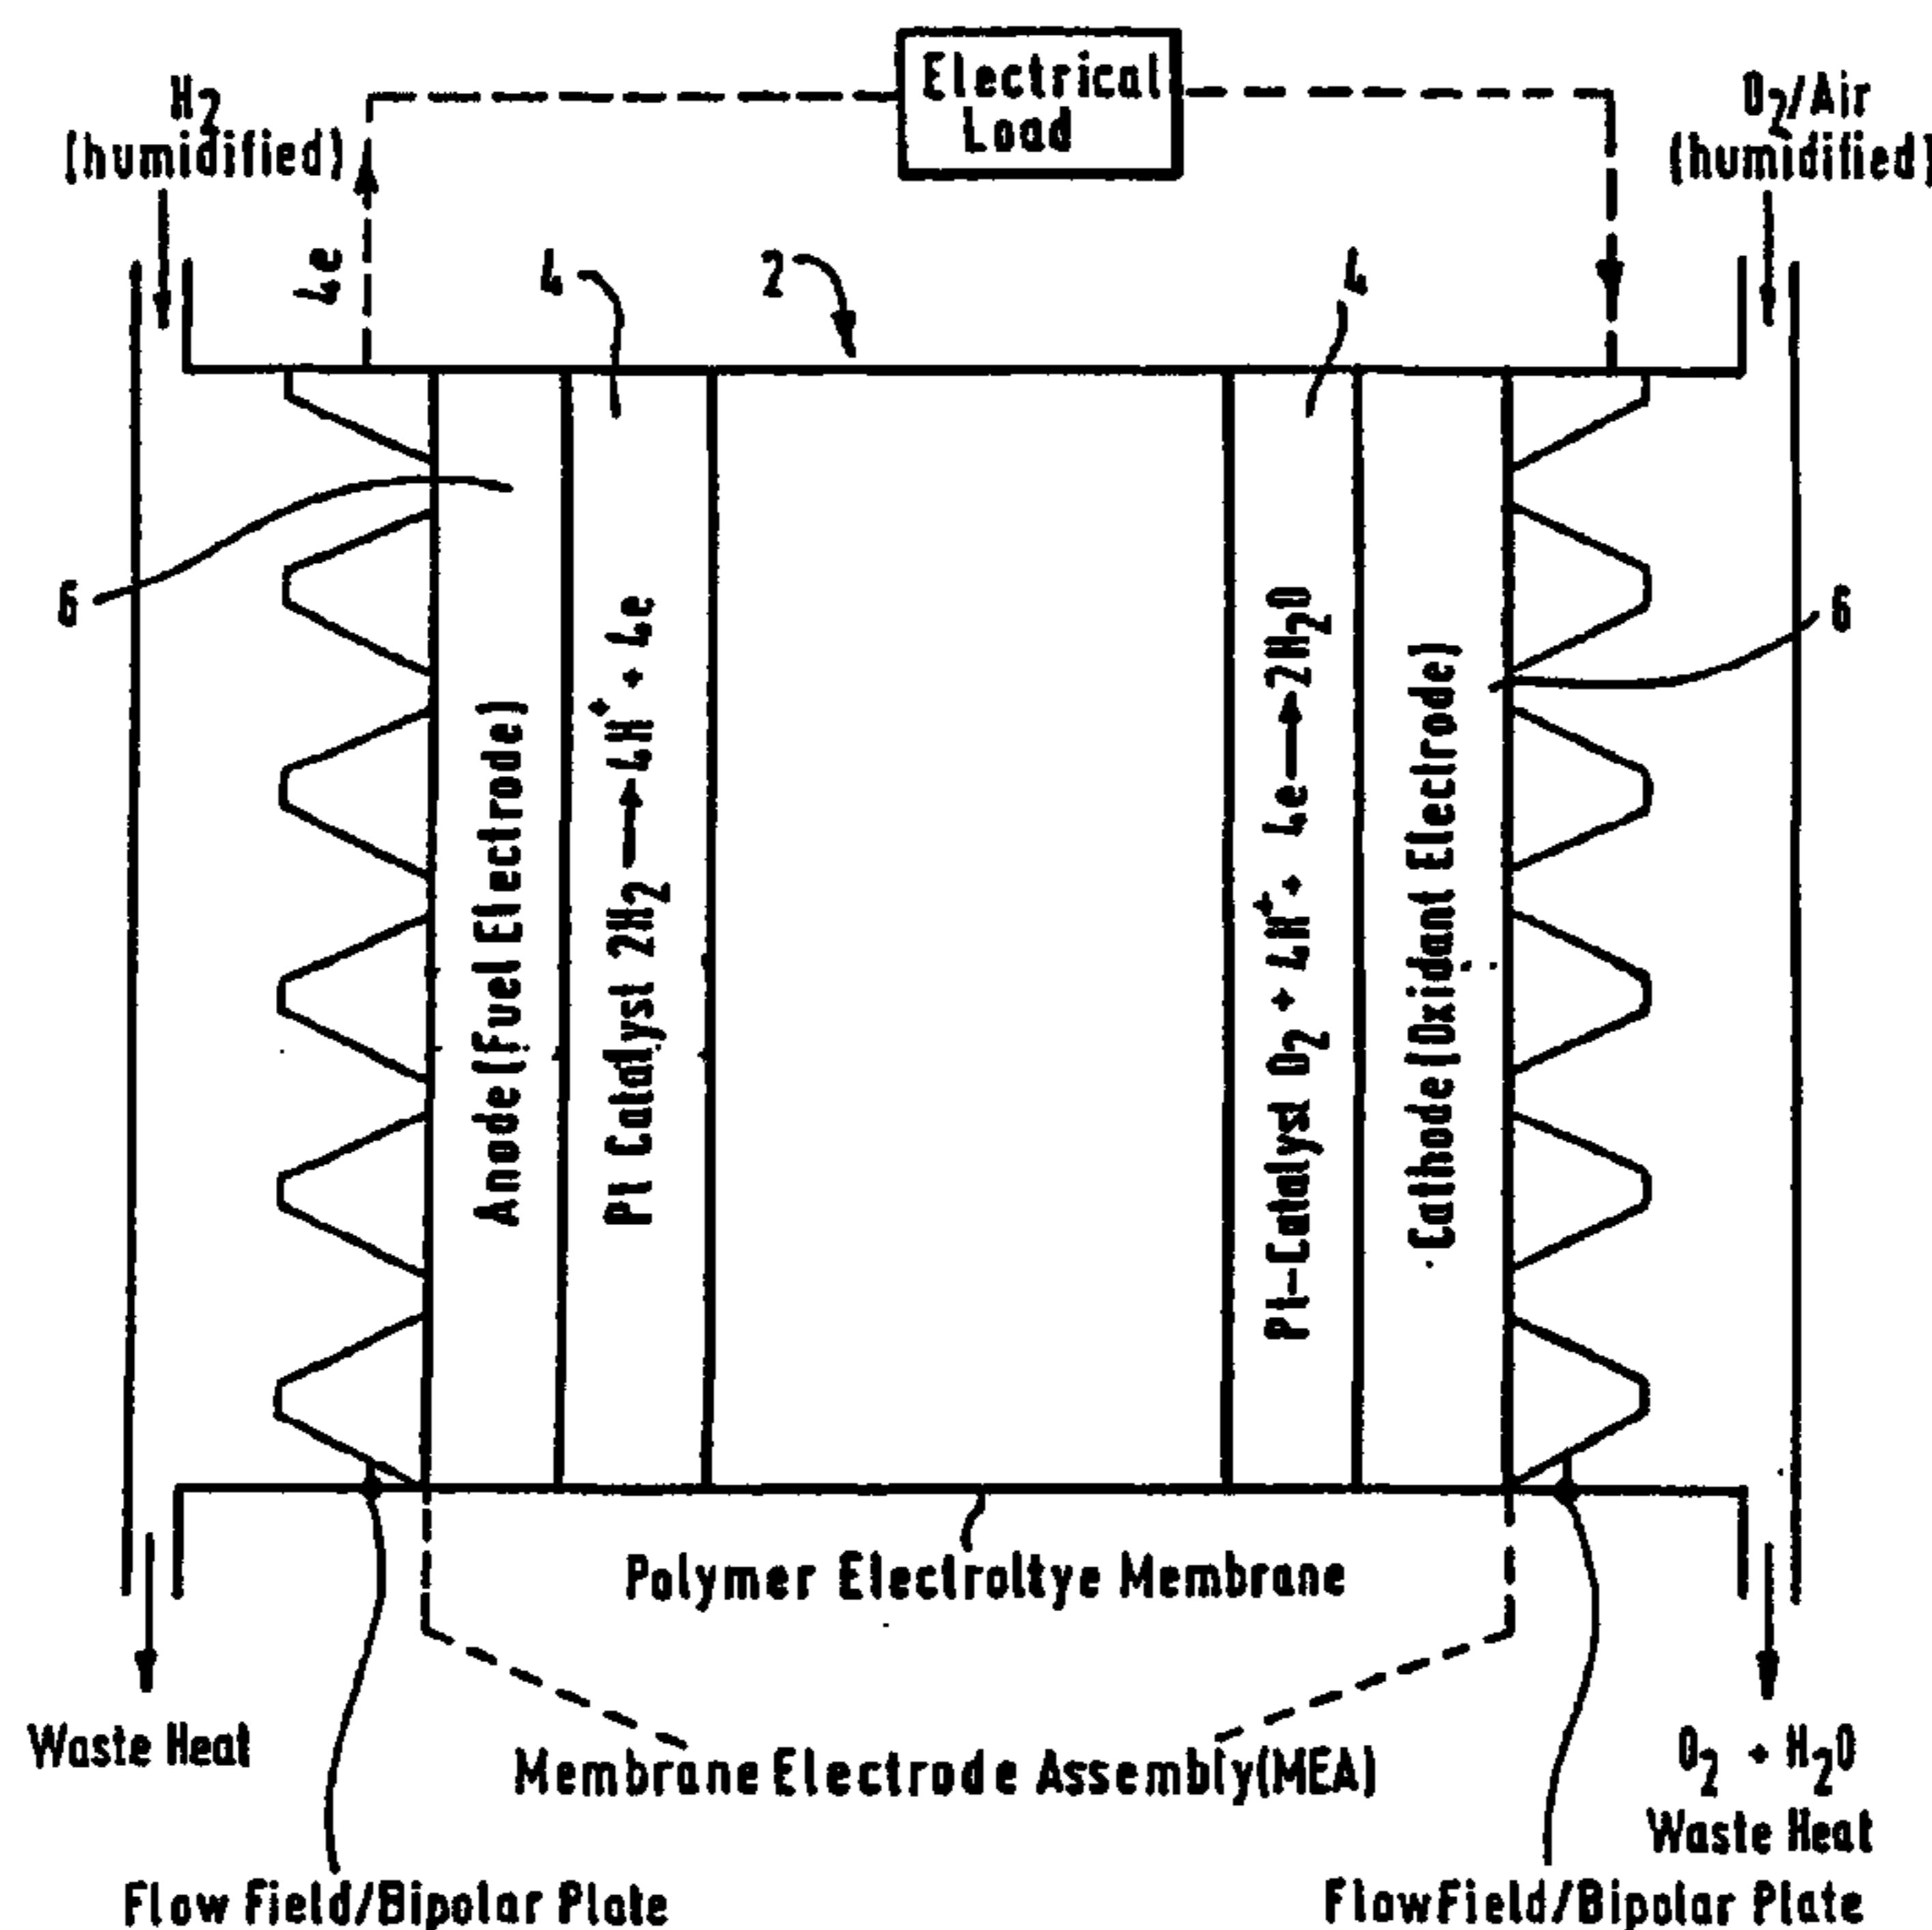 Electrical
Load
H2
(humidified)
O2/Air
(humidified)
4e
4
2
4
6
6
Anode (Fuel Electrode)
Pt Catalyst 2H2 → 4H+ + 4e
Pt-Catalyst O2 + 4H+ + 4e → 2H2O
Cathode (Oxidant Electrode)
Polymer Electroltye Membrane
Waste Heat
Membrane Electrode Assembly(MEA)
O2 + H2O
Waste Heat
Flow Field/Bipolar Plate
FlowField/Bipolar Plate